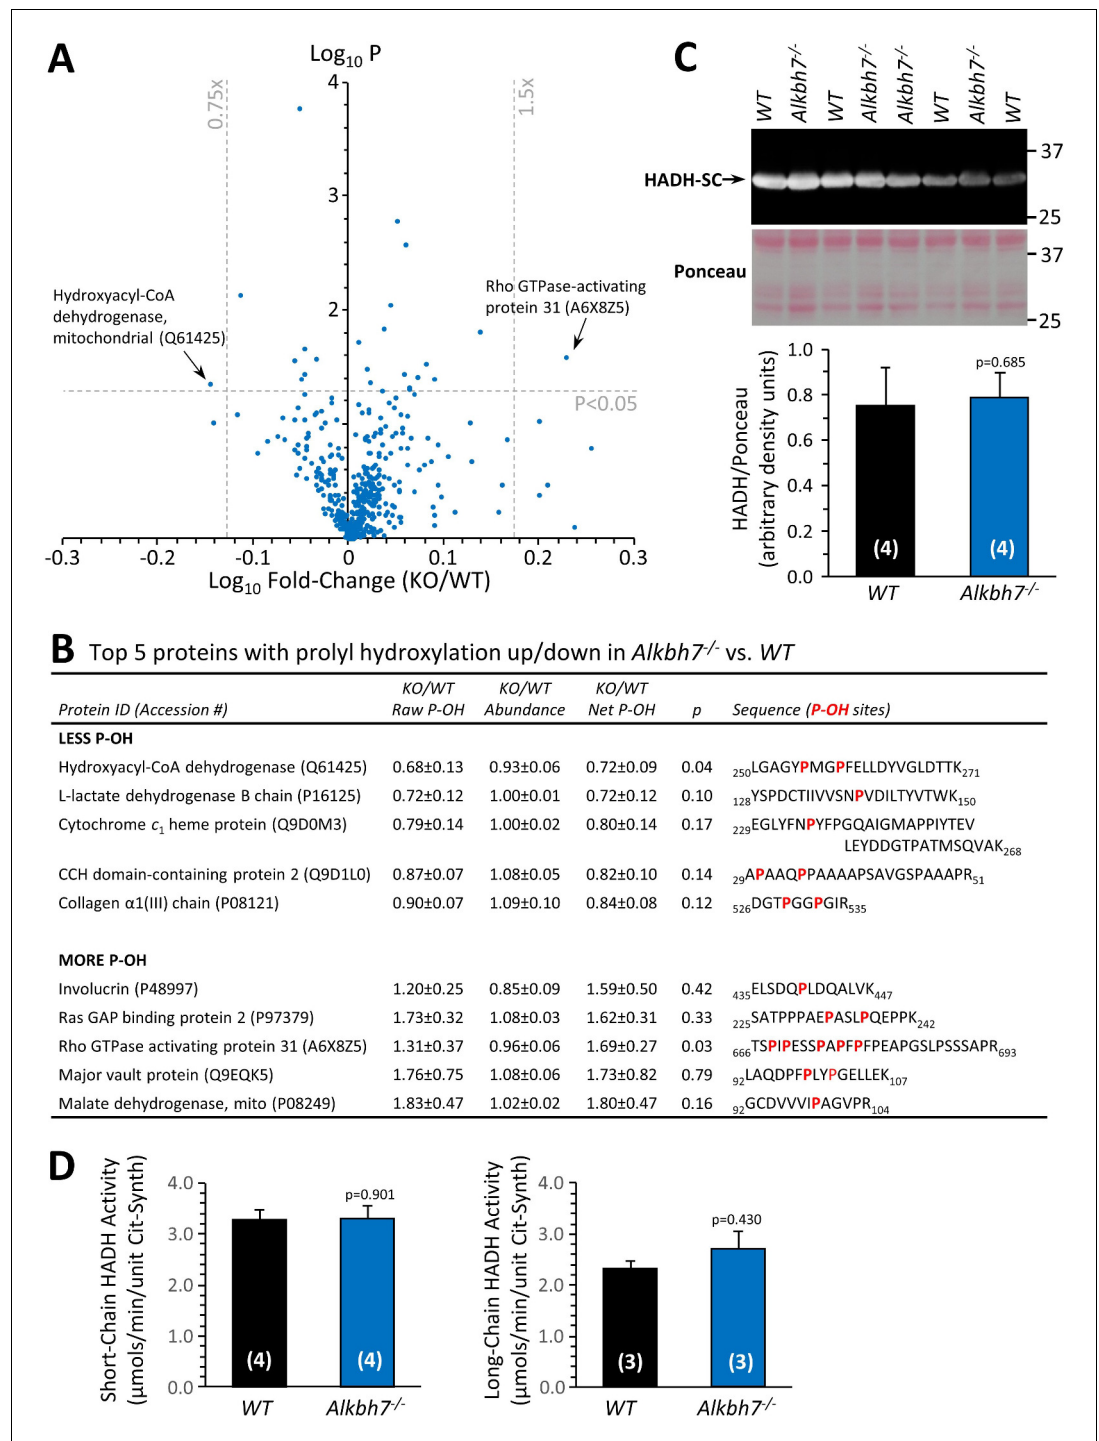 A
Log10 P
4
3
2
1
0.75x
1.5x
Hydroxyacyl-CoA
dehydrogenase,
mitochondrial (Q61425)
Rho GTPase-activating
protein 31 (A6X8Z5)
P<0.05
-0.3 -0.2 -0.1 0 0.1 0.2 0.3
Log10 Fold-Change (KO/WT)
C
WT Alkbh7-/- WT Alkbh7-/- Alkbh7-/- WT Alkbh7-/- WT
HADH-SC
37
25
Ponceau
37
25
HADH/Ponceau
(arbitrary density units)
1.0
0.8
0.6
0.4
0.2
0.0
p=0.685
(4) (4)
WT Alkbh7-/-
B Top 5 proteins with prolyl hydroxylation up/down in Alkbh7-/- vs. WT
KO/WT KO/WT KO/WT
Protein ID (Accession #) Raw P-OH Abundance Net P-OH p Sequence (P-OH sites)
LESS P-OH
Hydroxyacyl-CoA dehydrogenase (Q61425) 0.68±0.13 0.93±0.06 0.72±0.09 0.04 250LGAGYPMGPFELLDYVGLDTTK271
L-lactate dehydrogenase B chain (P16125) 0.72±0.12 1.00±0.01 0.72±0.12 0.10 128YSPDCTIIVVSNPVDILTYVTWK150
Cytochrome c1 heme protein (Q9D0M3) 0.79±0.14 1.00±0.02 0.80±0.14 0.17 229EGLYFNPYFPGQAIGMAPPIYTEV
LEYDDGTPATMSQVAK268
CCH domain-containing protein 2 (Q9D1L0) 0.87±0.07 1.08±0.05 0.82±0.10 0.14 29APAAQPPAAAAPSAVGSPAAAPR51
Collagen α1(III) chain (P08121) 0.90±0.07 1.09±0.10 0.84±0.08 0.12 526DGTPGGPGIR535
MORE P-OH
Involucrin (P48997) 1.20±0.25 0.85±0.09 1.59±0.50 0.42 435ELSDQPLDQALVK447
Ras GAP binding protein 2 (P97379) 1.73±0.32 1.08±0.03 1.62±0.31 0.33 225SATPPPAEPASLPQEPPK242
Rho GTPase activating protein 31 (A6X8Z5) 1.31±0.37 0.96±0.06 1.69±0.27 0.03 666TSPIPESSPAPFPFPEAPGSLPSSSAPR693
Major vault protein (Q9EQK5) 1.76±0.75 1.08±0.06 1.73±0.82 0.79 92LAQDPFPLYPGELLEK107
Malate dehydrogenase, mito (P08249) 1.83±0.47 1.02±0.02 1.80±0.47 0.16 92GCDVVVIPAGVPR104
D
Short-Chain HADH Activity
(µmols/min/unit Cit-Synth)
4.0
3.0
2.0
1.0
0.0
p=0.901
(4) (4)
WT Alkbh7-/-
Long-Chain HADH Activity
(µmols/min/unit Cit-Synth)
4.0
3.0
2.0
1.0
0.0
p=0.430
(3) (3)
WT Alkbh7-/-